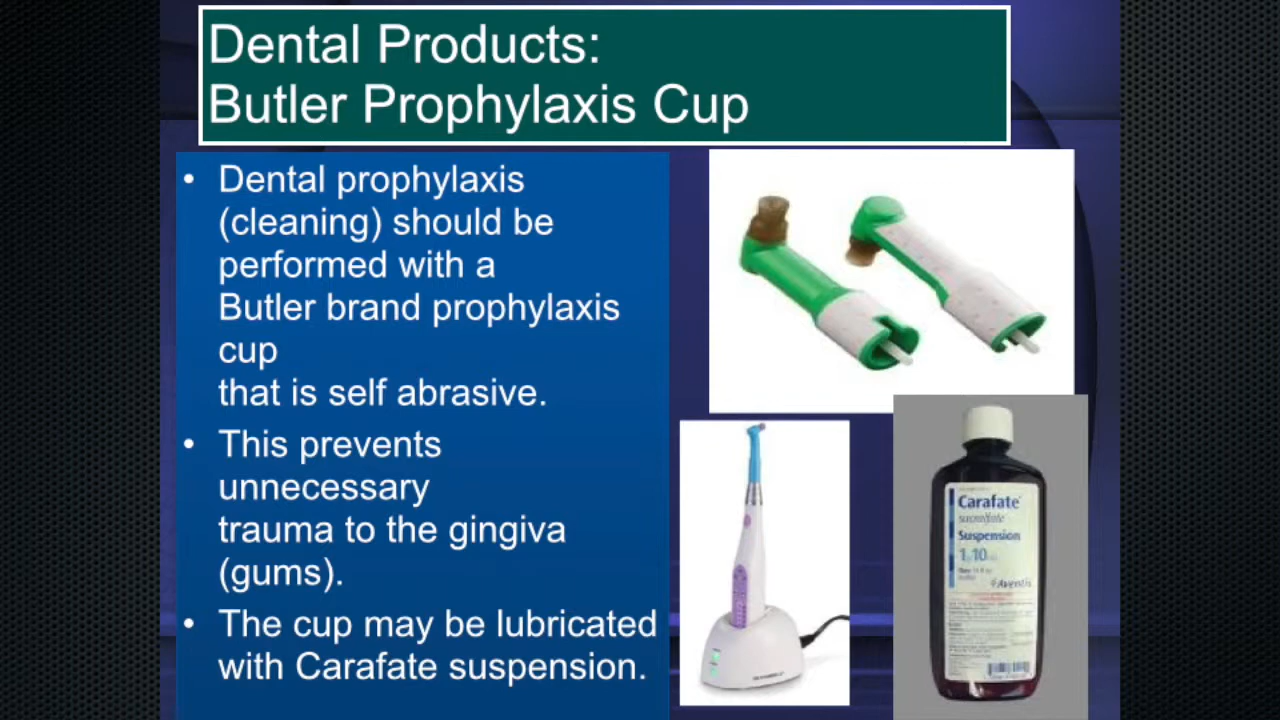 Dental Products:
Butler Prophylaxis Cup
• Dental prophylaxis
(cleaning) should be
performed with a
Butler brand prophylaxis
cup
that is self abrasive.
• This prevents
unnecessary
trauma to the gingiva
(gums).
• The cup may be lubricated
with Carafate suspension.
Carafate
sucralfate
Suspension
Aventis